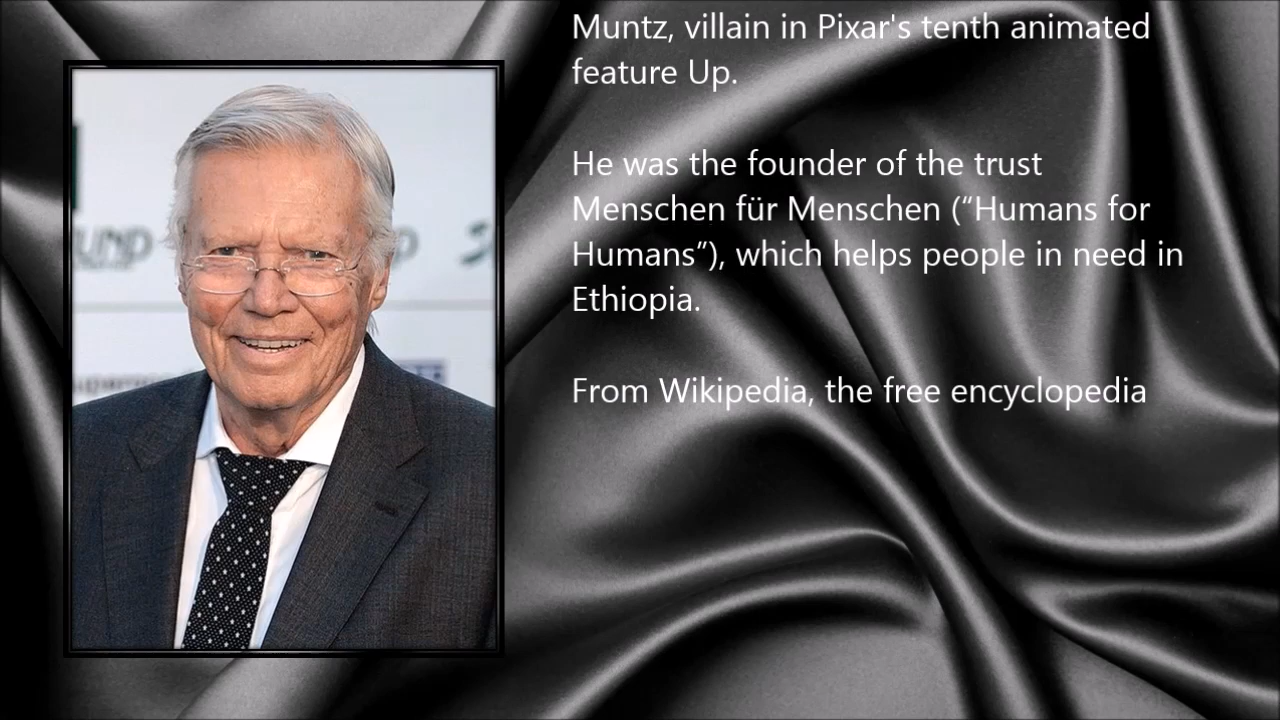 Muntz, villain in Pixar's tenth animated
feature Up.
He was the founder of the trust
Menschen für Menschen (“Humans for
Humans”), which helps people in need in
Ethiopia.
From Wikipedia, the free encyclopedia